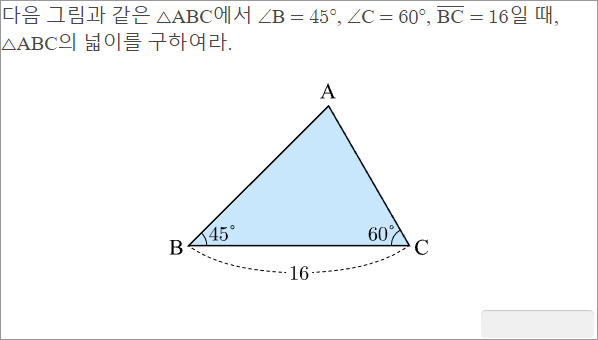 다음 그림과 같은 △ABC에서 ∠B = 45°, ∠C = 60°, B̅C̅ = 16일 때,
△ABC의 넓이를 구하여라.
A
45°
60°
B
C
16